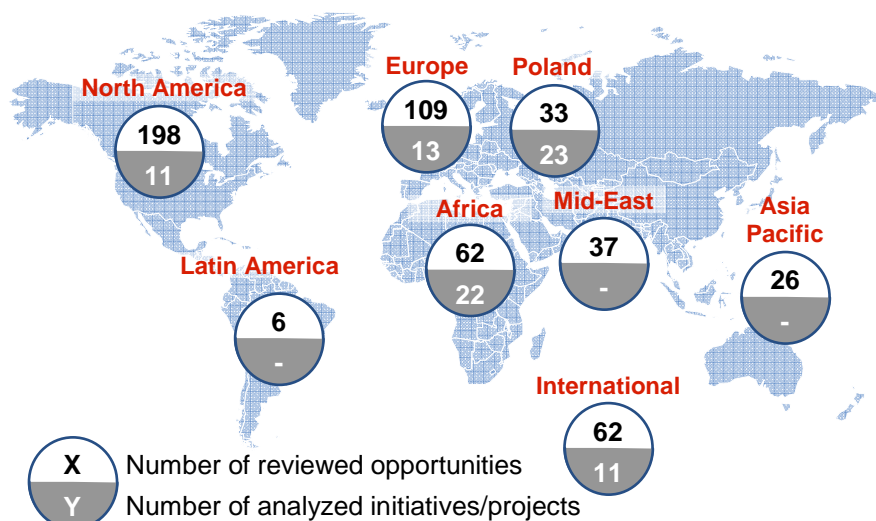 North America
198
11
Europe
109
13
Poland
33
23
Africa
62
22
Mid-East
37
-
Asia
Pacific
26
-
Latin America
6
-
International
62
11
X Number of reviewed opportunities
Y Number of analyzed initiatives/projects